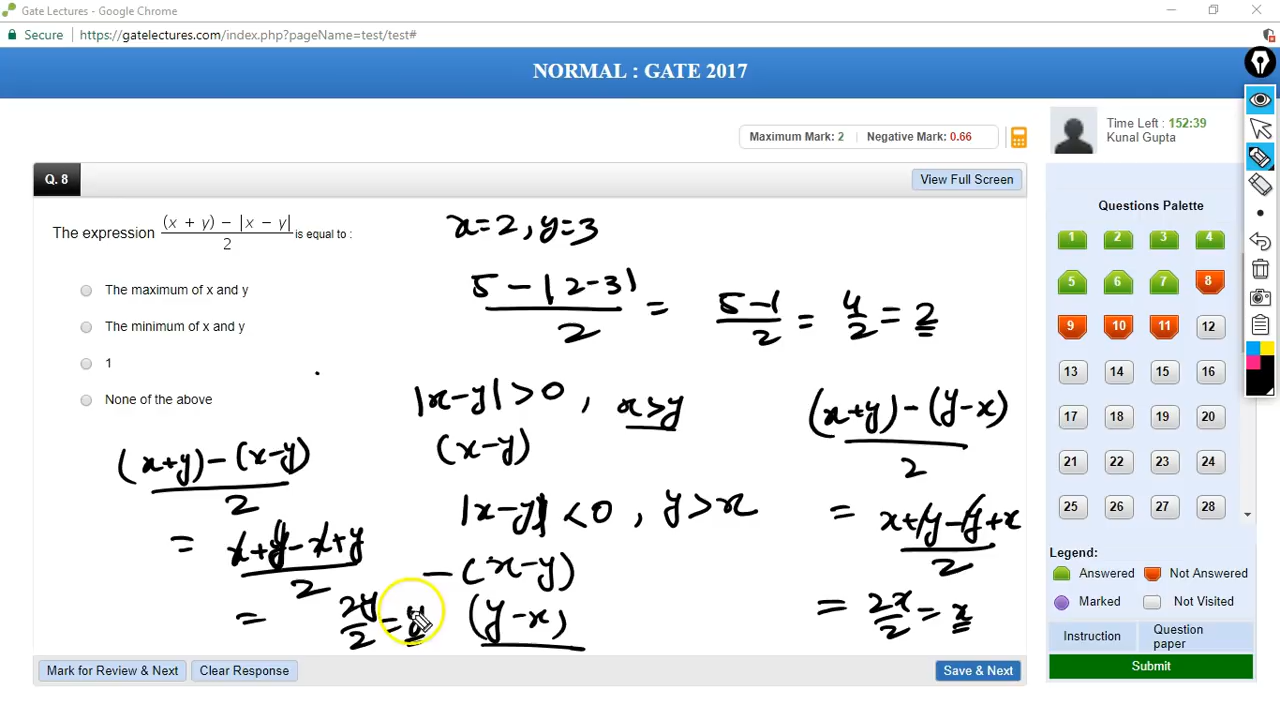 Gate Lectures - Google Chrome
Secure https://gatelectures.com/index.php?pageName=test/test#
NORMAL : GATE 2017
Maximum Mark: 2 Negative Mark: 0.66
Time Left : 152:39
Kunal Gupta
Q. 8 View Full Screen
The expression (x + y) − |x − y| / 2 is equal to :
The maximum of x and y
The minimum of x and y
1
None of the above
x=2, y=3
5 - |2-3| / 2 = 5-1 / 2 = 4/2 = 2
|x-y| > 0 , x>y
(x-y)
(x+y) - (x-y) / 2
= x+y-x+y / 2
= 2y/2 = y
|x-y| < 0 , y>x
-(x-y)
(y-x)
(x+y) - (y-x) / 2
= x+y-y+x / 2
= 2x/2 = x
Questions Palette
1 2 3 4
5 6 7 8
9 10 11 12
13 14 15 16
17 18 19 20
21 22 23 24
25 26 27 28
Legend:
Answered Not Answered
Marked Not Visited
Instruction Question paper
Submit
Mark for Review & Next Clear Response Save & Next